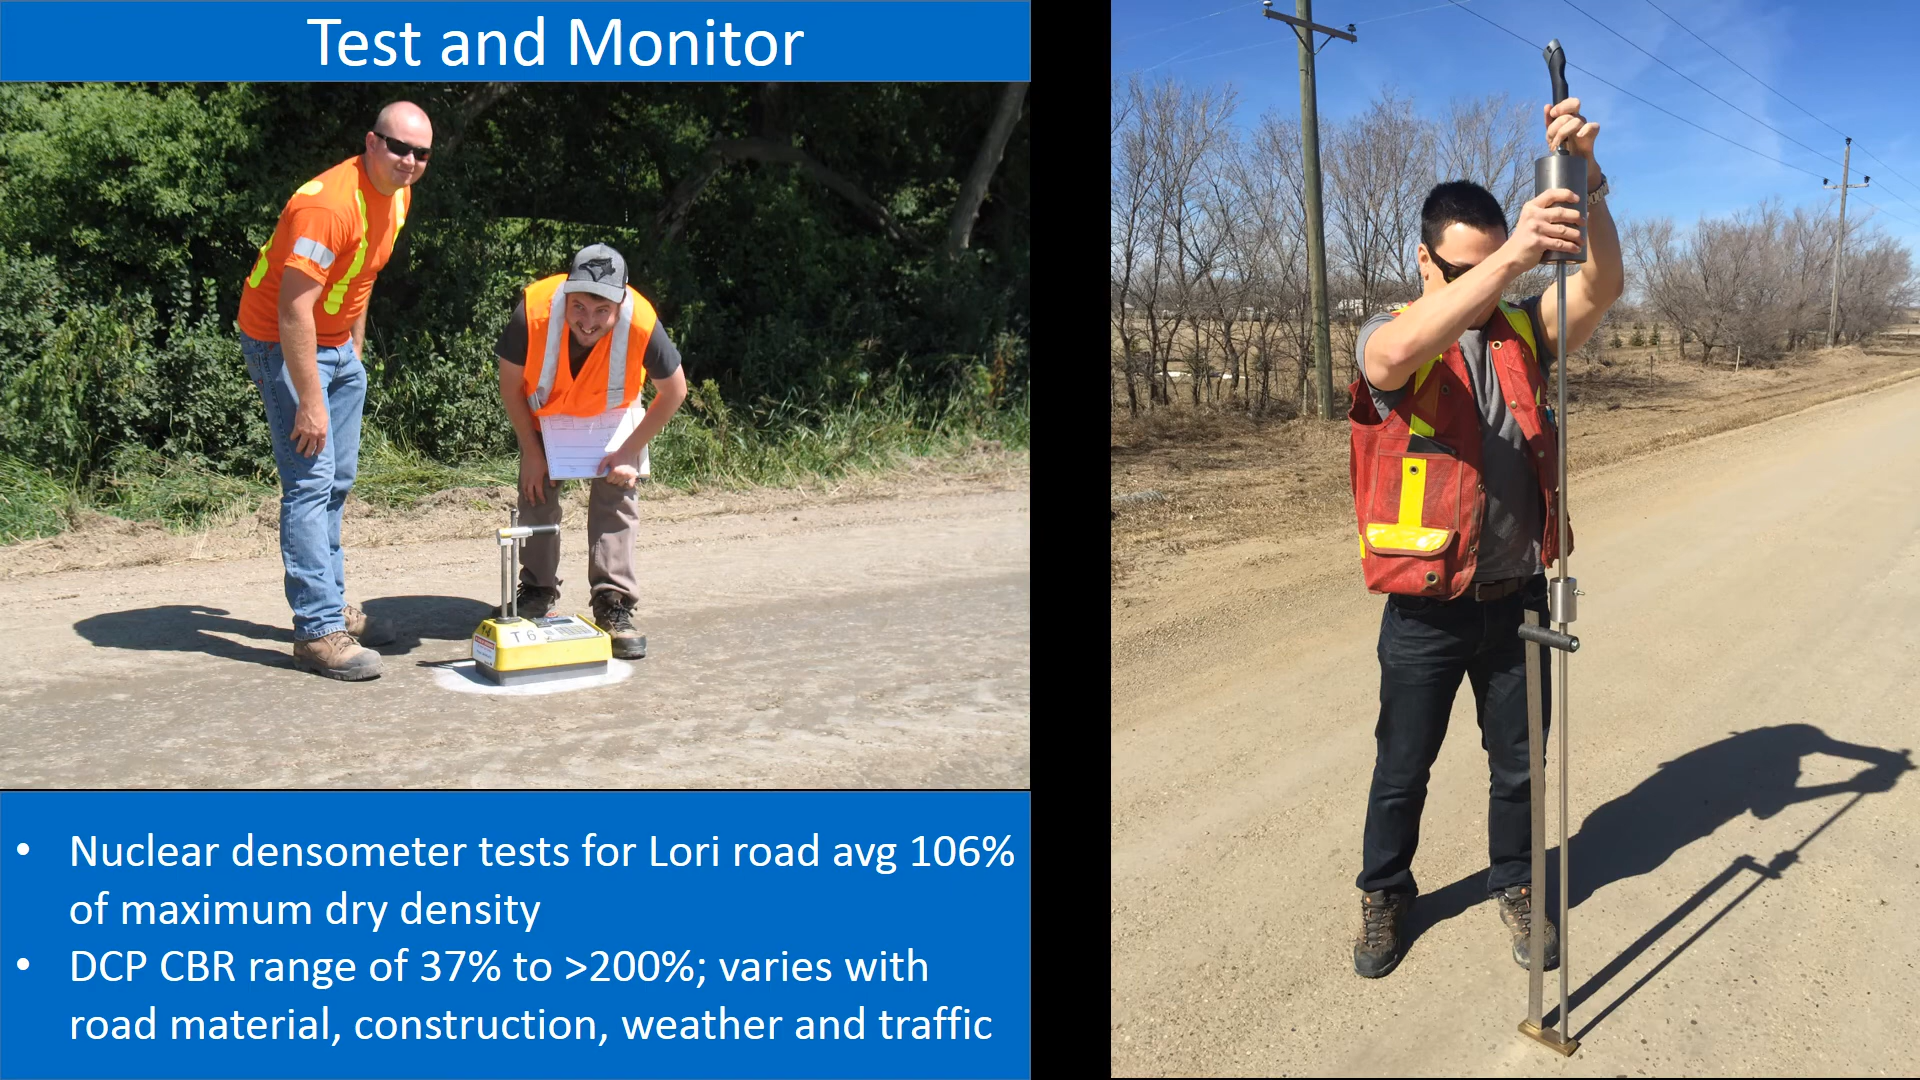 Test and Monitor
T 6
• Nuclear densometer tests for Lori road avg 106%
of maximum dry density
• DCP CBR range of 37% to >200%; varies with
road material, construction, weather and traffic